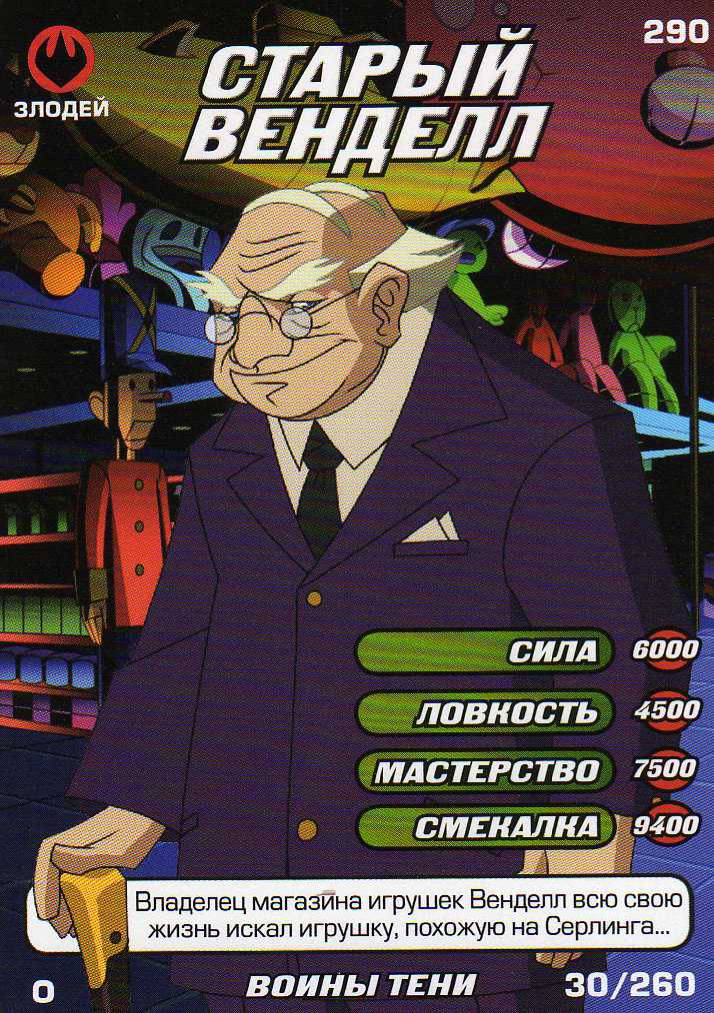 290
ЗЛОДЕЙ
СТАРЫЙ
ВЕНДЕЛЛ
СИЛА 6000
ЛОВКОСТЬ 4500
МАСТЕРСТВО 7500
СМЕКАЛКА 9400
Владелец магазина игрушек Венделл всю свою
жизнь искал игрушку, похожую на Серлинга...
0 ВОИНЫ ТЕНИ 30/260